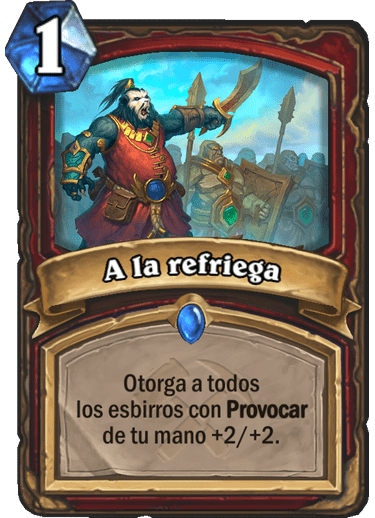 1
A la refriega
Otorga a todos
los esbirros con Provocar
de tu mano +2/+2.